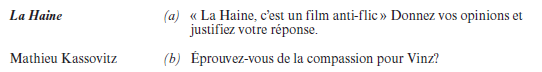 La Haine (a) « La Haine, c'est un film anti-flic » Donnez vos opinions et
justifiez votre réponse.
Mathieu Kassovitz (b) Éprouvez-vous de la compassion pour Vinz?